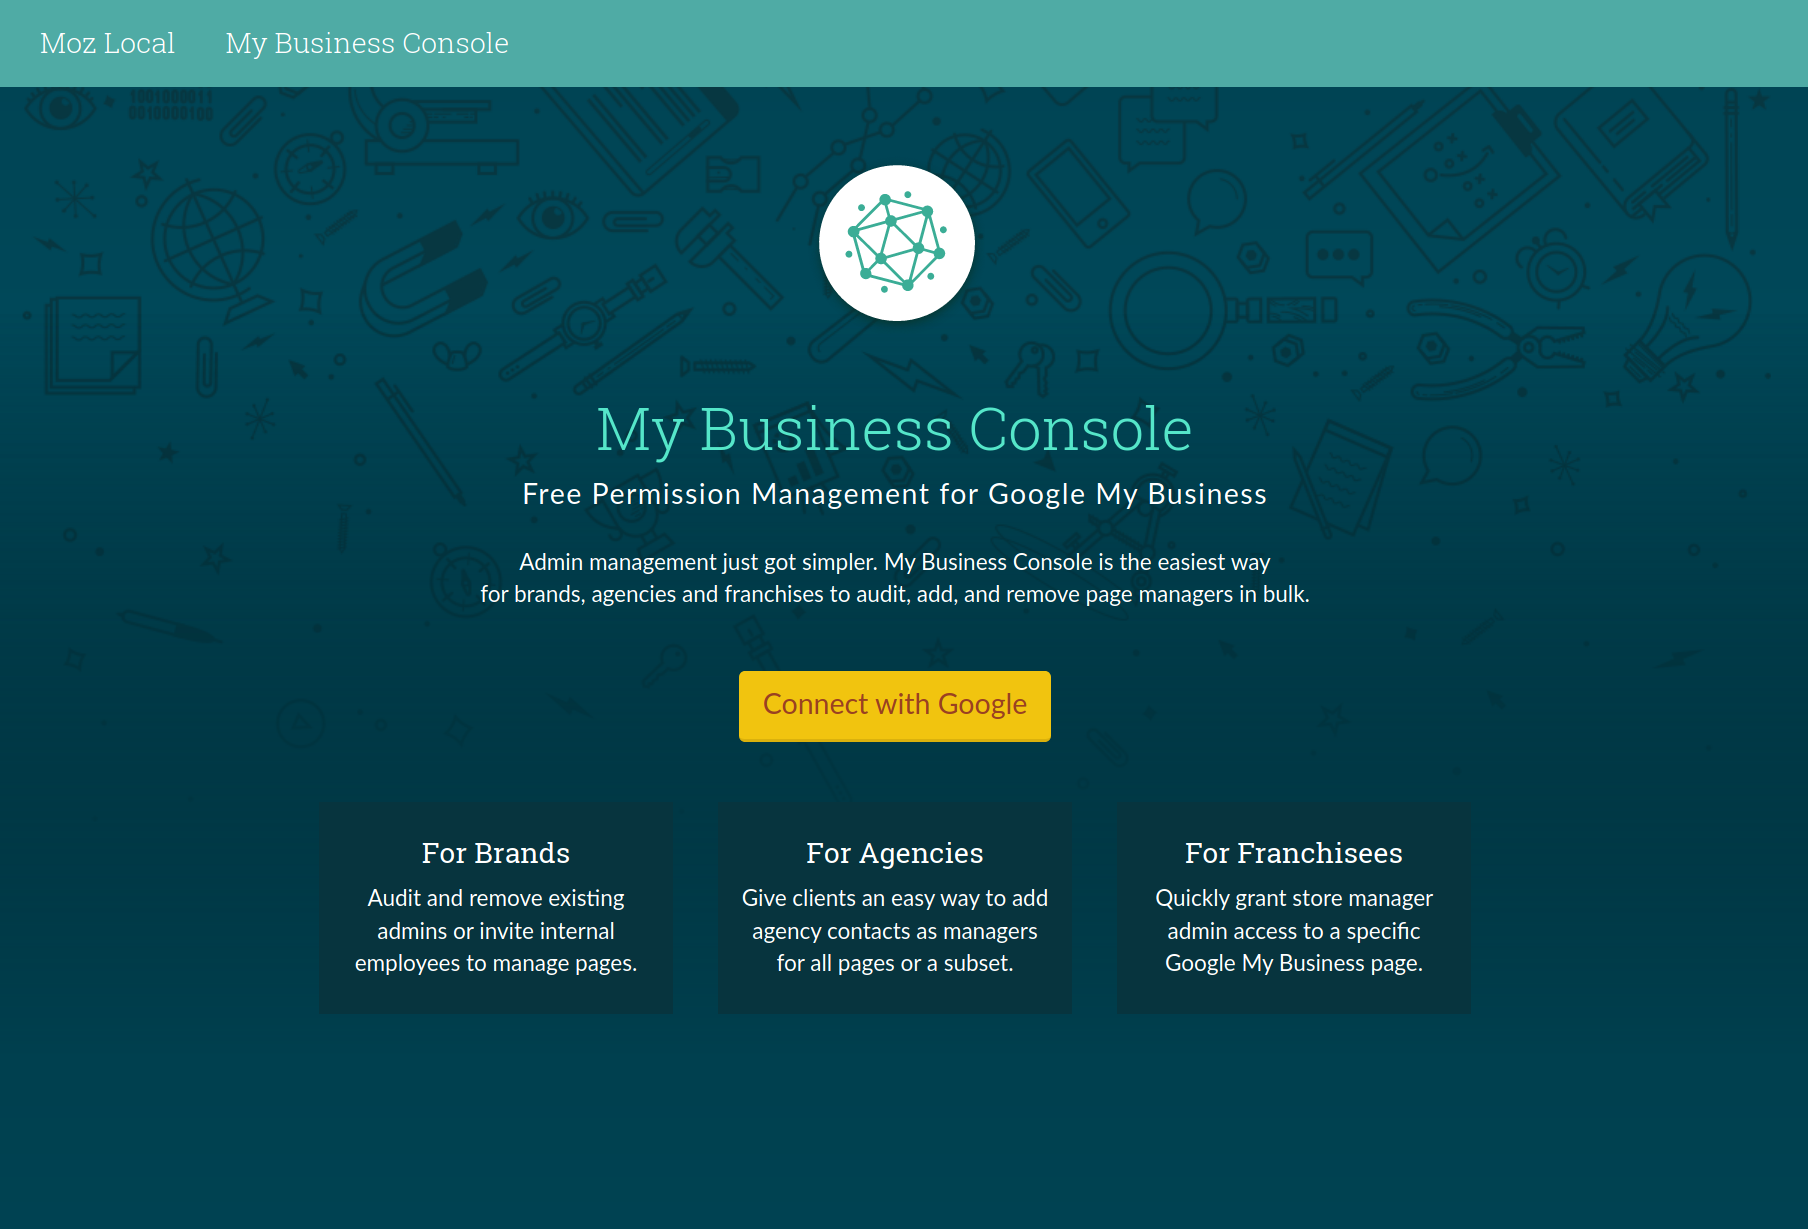 Moz Local My Business Console
1001000011
0010000100
My Business Console
Free Permission Management for Google My Business
Admin management just got simpler. My Business Console is the easiest way
for brands, agencies and franchises to audit, add, and remove page managers in bulk.
Connect with Google
For Brands
Audit and remove existing
admins or invite internal
employees to manage pages.
For Agencies
Give clients an easy way to add
agency contacts as managers
for all pages or a subset.
For Franchisees
Quickly grant store manager
admin access to a specific
Google My Business page.